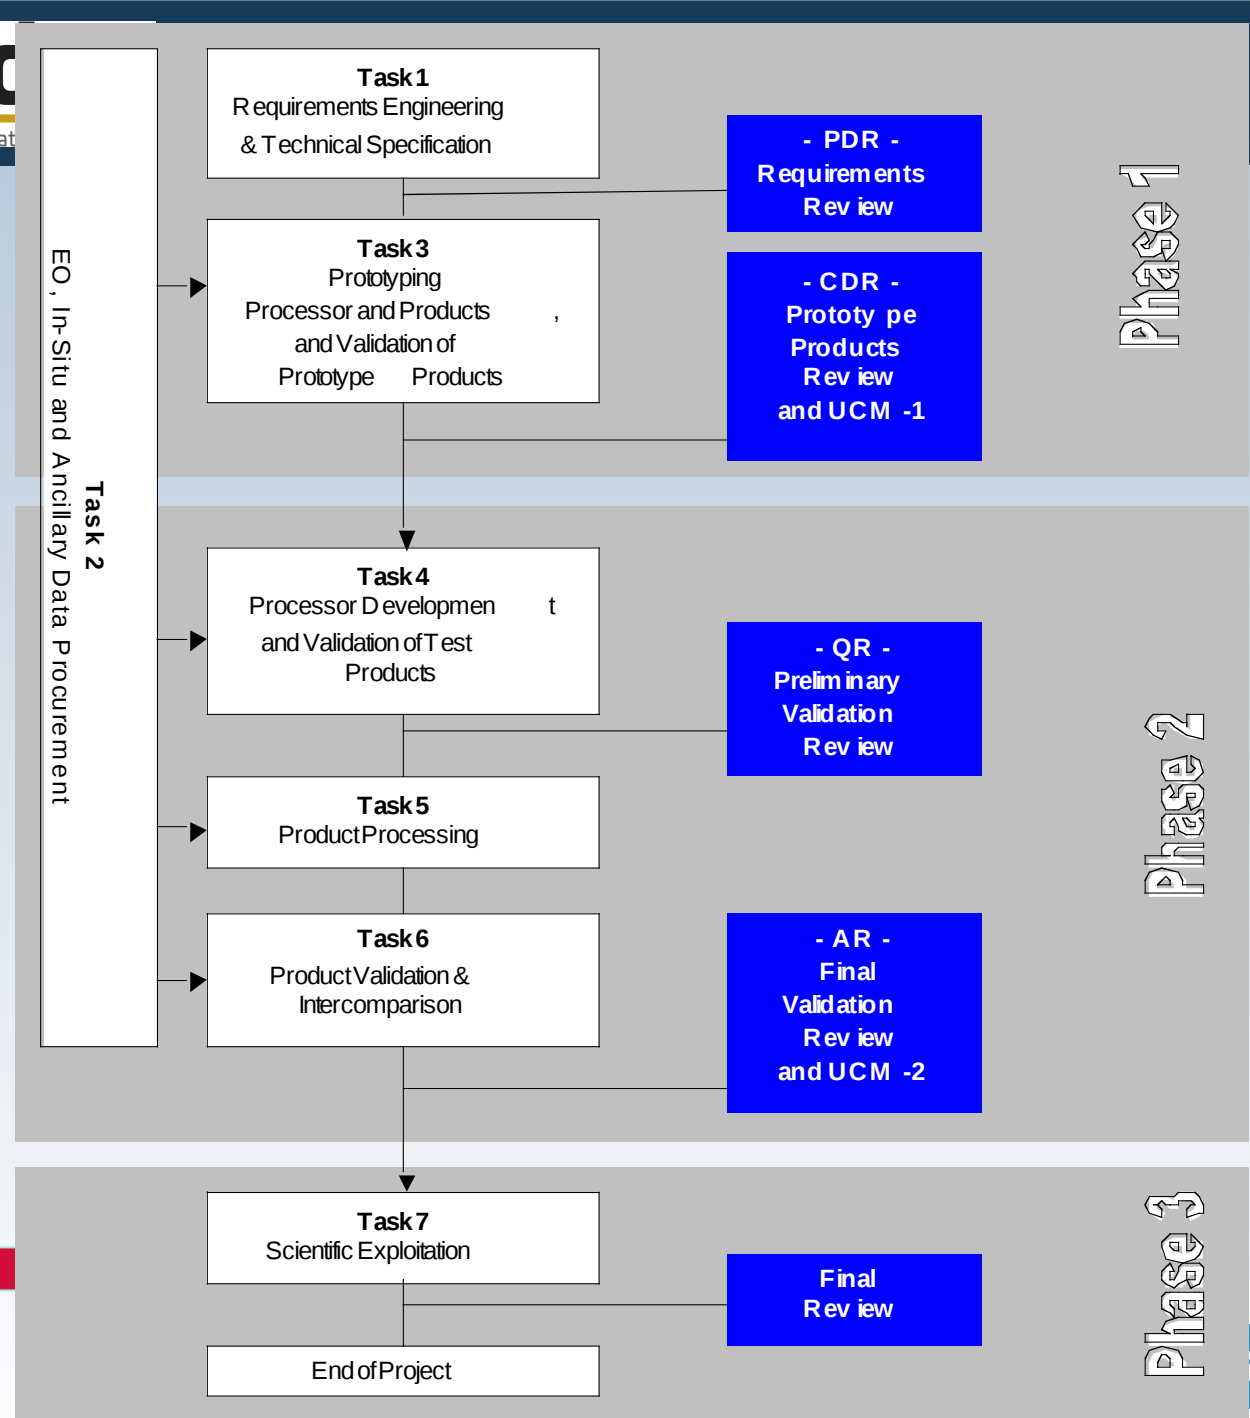 Task 1
Requirements Engineering
& Technical Specification
- PDR -
Requirements
Review
Task 3
Prototyping
Processor and Products ,
and Validation of
Prototype Products
- CDR -
Prototype
Products
Review
and UCM -1
Phase 1
Task 2
EO, In-Situ and Ancillary Data Procurement
Task 4
Processor Development
and Validation of Test
Products
- QR -
Preliminary
Validation
Review
Task 5
Product Processing
Phase 2
Task 6
Product Validation &
Intercomparison
- AR -
Final
Validation
Review
and UCM -2
Task 7
Scientific Exploitation
Final
Review
Phase 3
End of Project